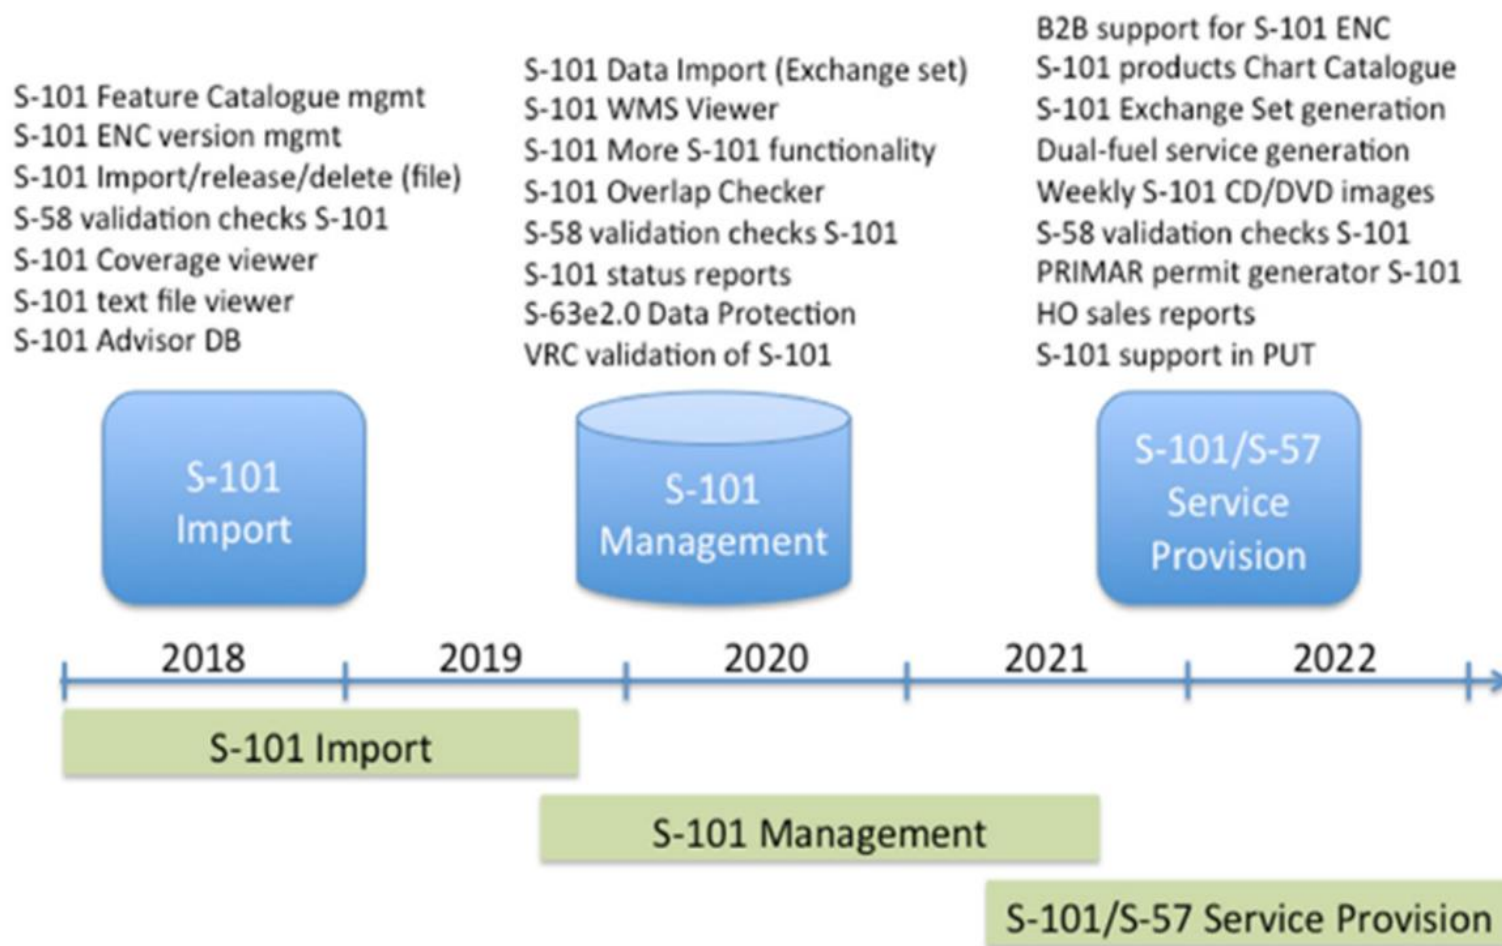 S-101 Feature Catalogue mgmt
S-101 ENC version mgmt
S-101 Import/release/delete (file)
S-58 validation checks S-101
S-101 Coverage viewer
S-101 text file viewer
S-101 Advisor DB
S-101 Data Import (Exchange set)
S-101 WMS Viewer
S-101 More S-101 functionality
S-101 Overlap Checker
S-58 validation checks S-101
S-101 status reports
S-63e2.0 Data Protection
VRC validation of S-101
B2B support for S-101 ENC
S-101 products Chart Catalogue
S-101 Exchange Set generation
Dual-fuel service generation
Weekly S-101 CD/DVD images
S-58 validation checks S-101
PRIMAR permit generator S-101
HO sales reports
S-101 support in PUT
S-101
Import
S-101
Management
S-101/S-57
Service
Provision
2018
2019
2020
2021
2022
S-101 Import
S-101 Management
S-101/S-57 Service Provision